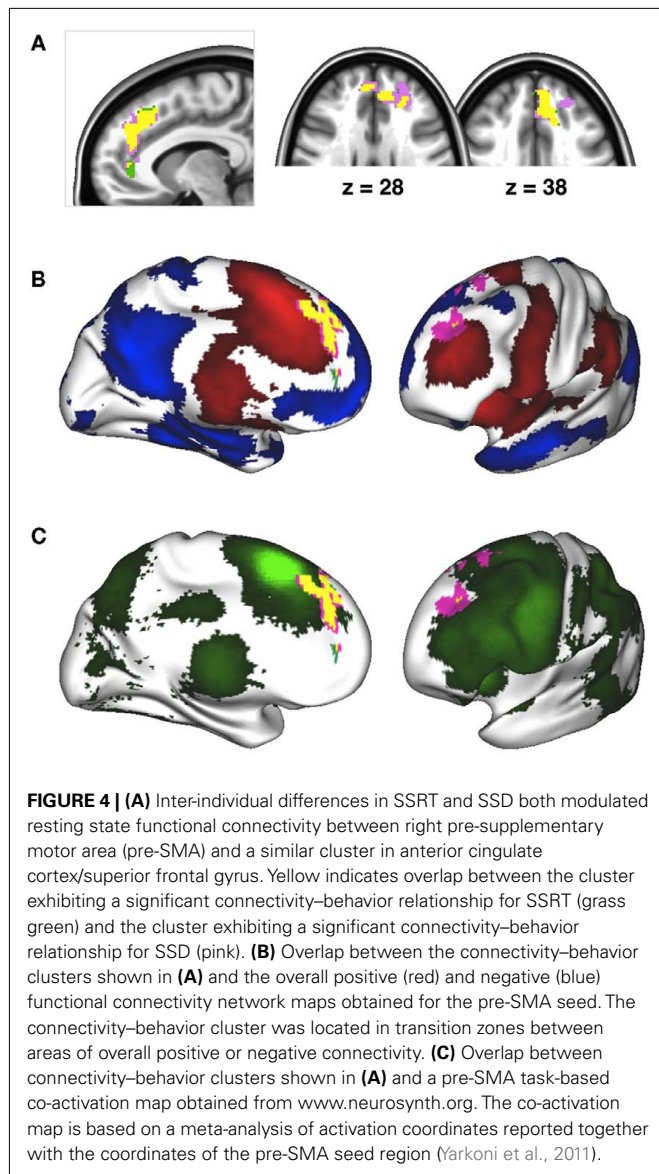 A
z = 28
z = 38
B
C
FIGURE 4 | (A) Inter-individual differences in SSRT and SSD both modulated
resting state functional connectivity between right pre-supplementary
motor area (pre-SMA) and a similar cluster in anterior cingulate
cortex/superior frontal gyrus. Yellow indicates overlap between the cluster
exhibiting a significant connectivity–behavior relationship for SSRT (grass
green) and the cluster exhibiting a significant connectivity–behavior
relationship for SSD (pink). (B) Overlap between the connectivity–behavior
clusters shown in (A) and the overall positive (red) and negative (blue)
functional connectivity network maps obtained for the pre-SMA seed. The
connectivity–behavior cluster was located in transition zones between
areas of overall positive or negative connectivity. (C) Overlap between
connectivity–behavior clusters shown in (A) and a pre-SMA task-based
co-activation map obtained from www.neurosynth.org. The co-activation
map is based on a meta-analysis of activation coordinates reported together
with the coordinates of the pre-SMA seed region (Yarkoni et al., 2011).